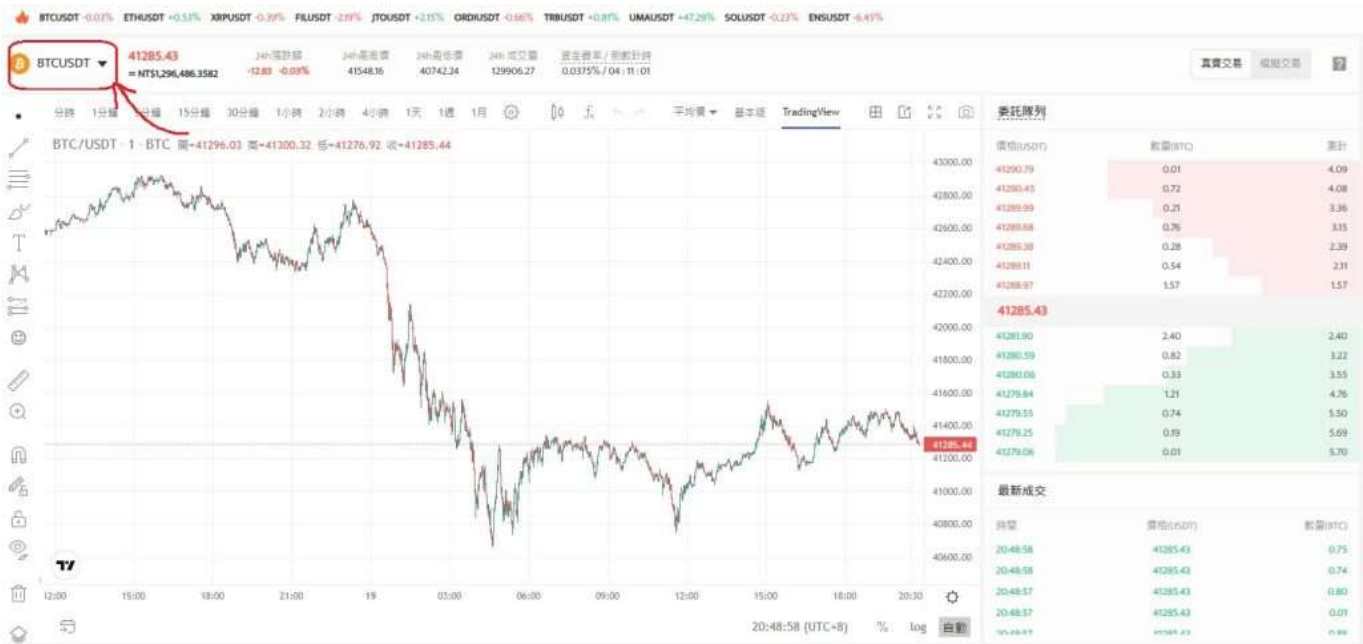 BTCUSDT -0.03% ETHUSDT +0.53% XRPUSDT -0.39% FILUSDT -2.19% JTOUSDT +2.15% ORDIUSDT -0.66% TRBUSDT +0.81% UMAUSDT +47.29% SOLUSDT -0.23% ENSUSDT -6.45%
BTCUSDT
41285.43
= NT$1,296,486.3582
24h漲跌額
-12.83 -0.03%
24h最高價
41548.16
24h最低價
40742.24
24h 成交量
129906.27
資金費率 / 倒數計時
0.0375% / 04 : 11 : 01
真實交易 模擬交易
分時 1分鐘 5分鐘 15分鐘 30分鐘 1小時 2小時 4小時 1天 1週 1月 平均價 基本版 TradingView
BTC/USDT · 1 · BTC 開=41296.03 高=41300.32 低=41276.92 收=41285.44
43000.00
42800.00
42600.00
42400.00
42200.00
42000.00
41800.00
41600.00
41400.00
41285.44
41200.00
41000.00
40800.00
40600.00
12:00 15:00 18:00 21:00 19 03:00 06:00 09:00 12:00 15:00 18:00 20:30
20:48:58 (UTC+8) % log 自動
委託隊列
價格(USDT) 數量(BTC) 累計
41290.79 0.01 4.09
41290.45 0.72 4.08
41289.99 0.21 3.36
41289.68 0.76 3.15
41289.38 0.28 2.39
41289.11 0.54 2.11
41288.97 1.57 1.57
41285.43
41281.90 2.40 2.40
41280.59 0.82 3.22
41280.06 0.33 3.55
41279.84 1.21 4.76
41279.55 0.74 5.50
41279.25 0.19 5.69
41279.06 0.01 5.70
最新成交
時間 價格(USDT) 數量(BTC)
20:48:58 41285.43 0.75
20:48:58 41285.43 0.74
20:48:57 41285.43 0.80
20:48:57 41285.43 0.01